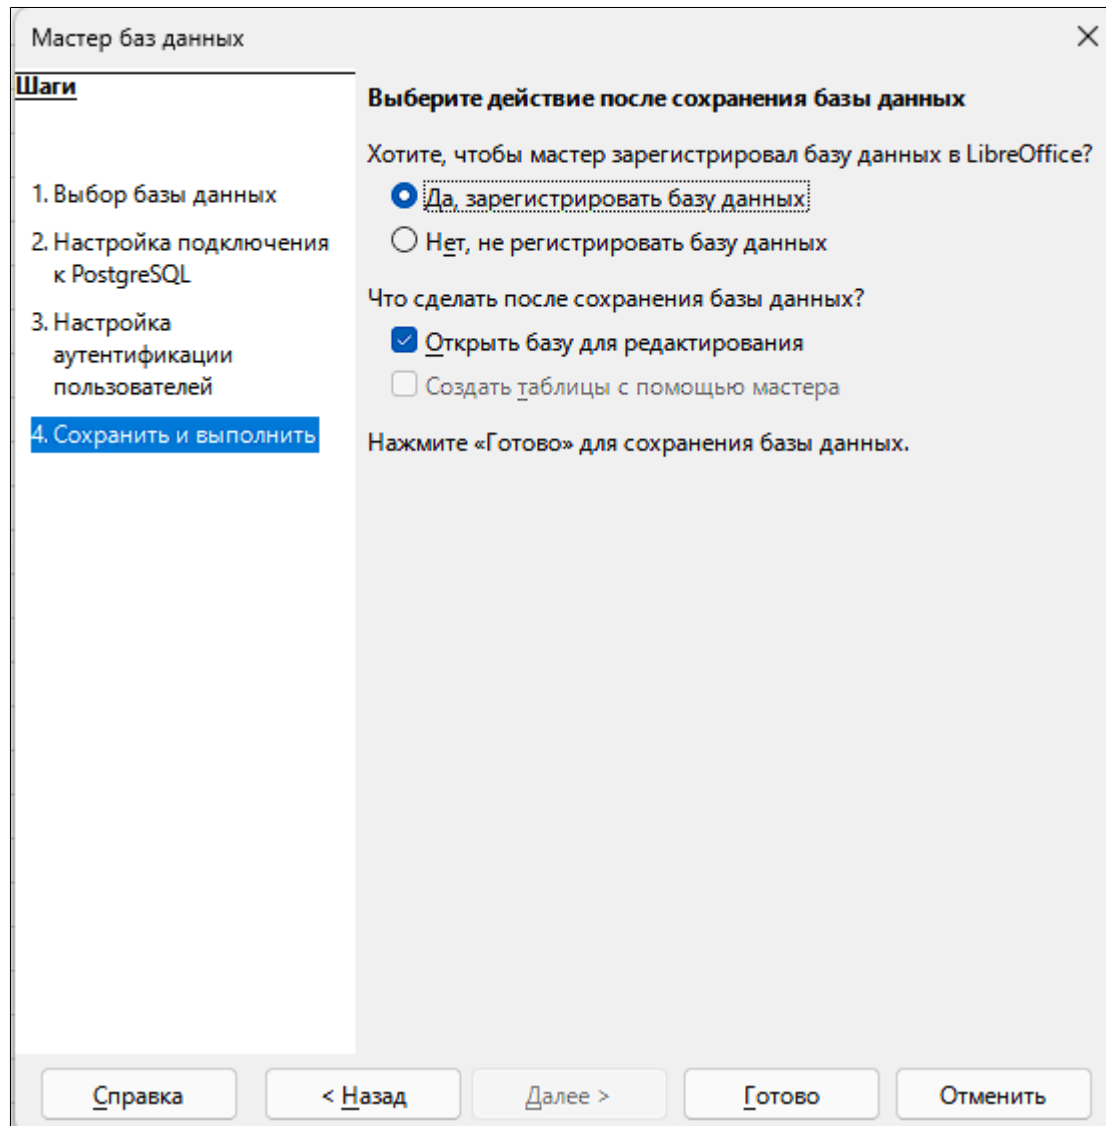 Мастер баз данных
Шаги
1. Выбор базы данных
2. Настройка подключения
к PostgreSQL
3. Настройка
аутентификации
пользователей
4. Сохранить и выполнить
Выберите действие после сохранения базы данных
Хотите, чтобы мастер зарегистрировал базу данных в LibreOffice?
Да, зарегистрировать базу данных
Нет, не регистрировать базу данных
Что сделать после сохранения базы данных?
Открыть базу для редактирования
Создать таблицы с помощью мастера
Нажмите «Готово» для сохранения базы данных.
Справка
< Назад
Далее >
Готово
Отменить